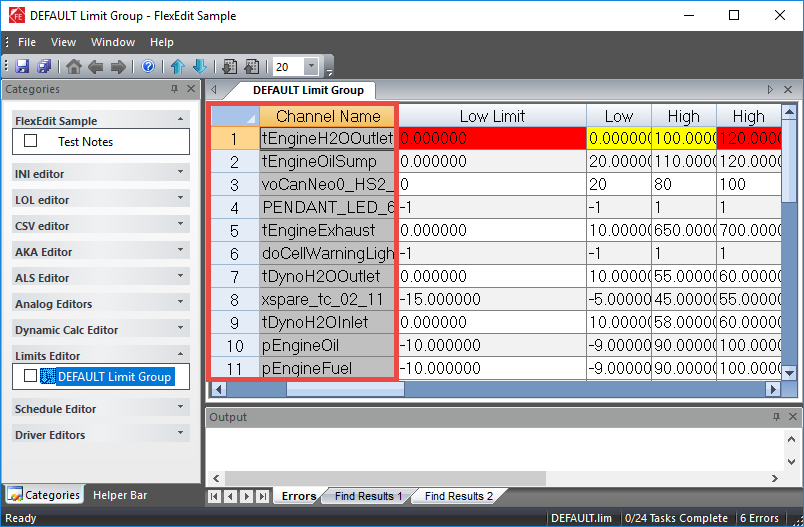 FE DEFAULT Limit Group - FlexEdit Sample
File View Window Help
20
Categories
FlexEdit Sample
Test Notes
INI editor
LOL editor
CSV editor
AKA Editor
ALS Editor
Analog Editors
Dynamic Calc Editor
Limits Editor
DEFAULT Limit Group
Schedule Editor
Driver Editors
Categories Helper Bar
DEFAULT Limit Group
Channel Name Low Limit Low High High
1 tEngineH2OOutlet 0.000000 0.00000 100.0000 120.0000
2 tEngineOilSump 0.000000 20.0000 110.0000 120.0000
3 voCanNeo0_HS2_ 0 20 80 100
4 PENDANT_LED_6 -1 -1 1 1
5 tEngineExhaust 0.000000 10.0000 650.0000 700.0000
6 doCellWarningLigh -1 -1 1 1
7 tDynoH2OOutlet 0.000000 10.0000 55.00000 60.00000
8 xspare_tc_02_11 -15.000000 -5.0000 45.00000 55.00000
9 tDynoH2OInlet 0.000000 10.0000 58.00000 60.00000
10 pEngineOil -10.000000 -9.0000 90.00000 100.0000
11 pEngineFuel -10.000000 -9.0000 90.00000 100.0000
Output
Errors Find Results 1 Find Results 2
Ready DEFAULT.lim 0/24 Tasks Complete 6 Errors